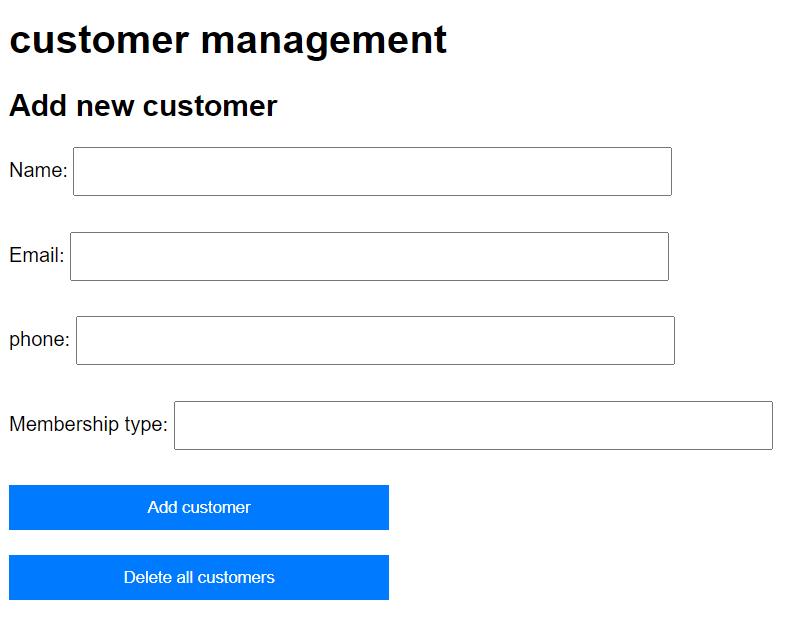 customer management
Add new customer
Name:
Email:
phone:
Membership type:
Add customer
Delete all customers